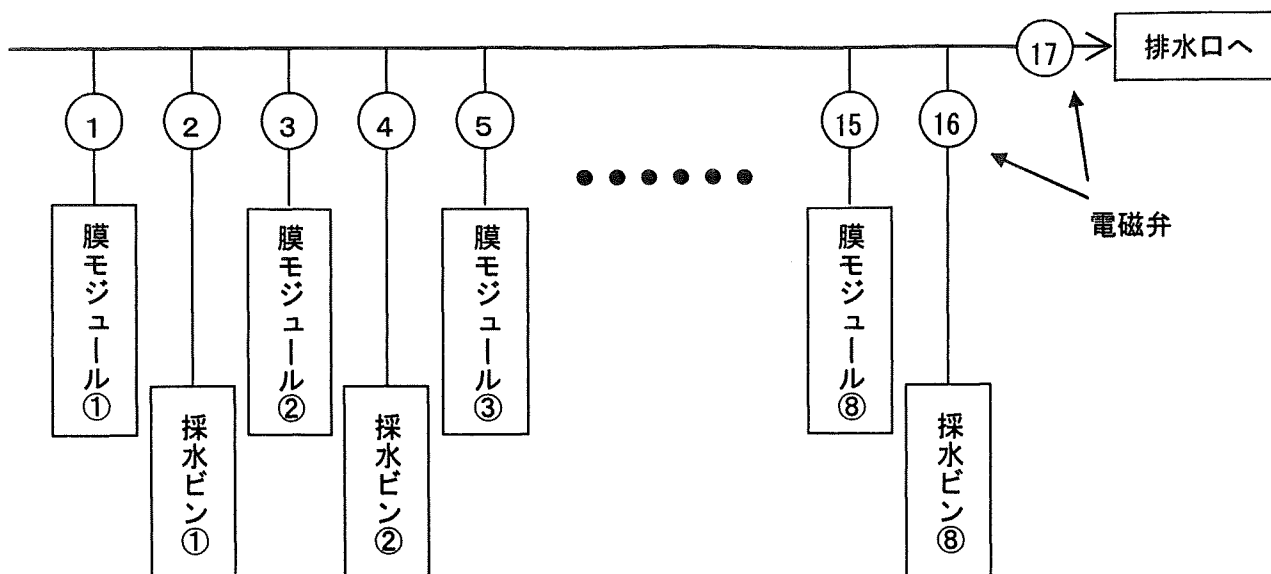 17
排水口へ
1
2
3
4
5
15
16
電磁弁
膜モジュール①
採水ビン①
膜モジュール②
採水ビン②
膜モジュール③
膜モジュール⑧
採水ビン⑧